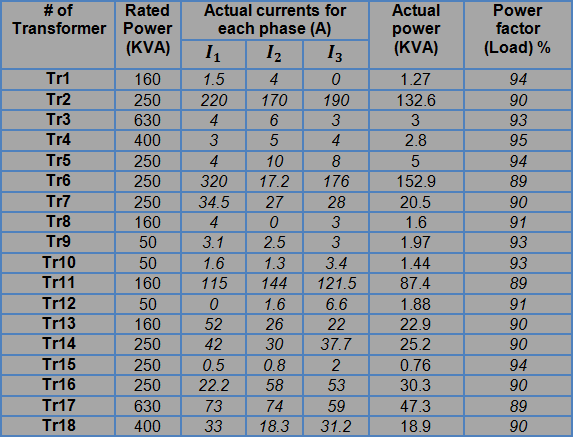 # of Transformer Rated Power (KVA) Actual currents for each phase (A) Actual power (KVA) Power factor (Load) %
I1 I2 I3
Tr1 160 1.5 4 0 1.27 94
Tr2 250 220 170 190 132.6 90
Tr3 630 4 6 3 3 93
Tr4 400 3 5 4 2.8 95
Tr5 250 4 10 8 5 94
Tr6 250 320 17.2 176 152.9 89
Tr7 250 34.5 27 28 20.5 90
Tr8 160 4 0 3 1.6 91
Tr9 50 3.1 2.5 3 1.97 93
Tr10 50 1.6 1.3 3.4 1.44 93
Tr11 160 115 144 121.5 87.4 89
Tr12 50 0 1.6 6.6 1.88 91
Tr13 160 52 26 22 22.9 90
Tr14 250 42 30 37.7 25.2 90
Tr15 250 0.5 0.8 2 0.76 94
Tr16 250 22.2 58 53 30.3 90
Tr17 630 73 74 59 47.3 89
Tr18 400 33 18.3 31.2 18.9 90